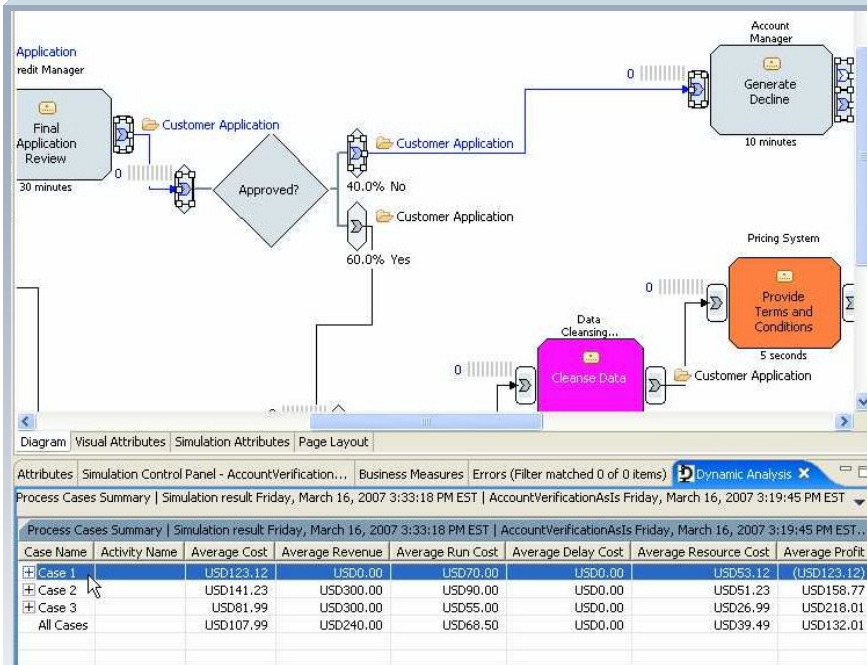 Application
redit Manager
Final
Application
Review
30 minutes
Customer Application
0
Approved?
Customer Application
40.0% No
Customer Application
60.0% Yes
Account
Manager
0
Generate
Decline
10 minutes
Pricing System
0
Provide
Terms and
Conditions
5 seconds
Data
Cleansing...
0
Cleanse Data
Customer Application
Diagram Visual Attributes Simulation Attributes Page Layout
Attributes Simulation Control Panel - AccountVerification... Business Measures Errors (Filter matched 0 of 0 items) Dynamic Analysis
Process Cases Summary | Simulation result Friday, March 16, 2007 3:33:18 PM EST | AccountVerificationAsIs Friday, March 16, 2007 3:19:45 PM EST
Process Cases Summary | Simulation result Friday, March 16, 2007 3:33:18 PM EST | AccountVerificationAsIs Friday, March 16, 2007 3:19:45 PM EST...
Case Name Activity Name Average Cost Average Revenue Average Run Cost Average Delay Cost Average Resource Cost Average Profit
Case 1 USD123.12 USD0.00 USD70.00 USD0.00 USD53.12 (USD123.12)
Case 2 USD141.23 USD300.00 USD90.00 USD0.00 USD51.23 USD158.77
Case 3 USD81.99 USD300.00 USD55.00 USD0.00 USD26.99 USD218.01
All Cases USD107.99 USD240.00 USD68.50 USD0.00 USD39.49 USD132.01